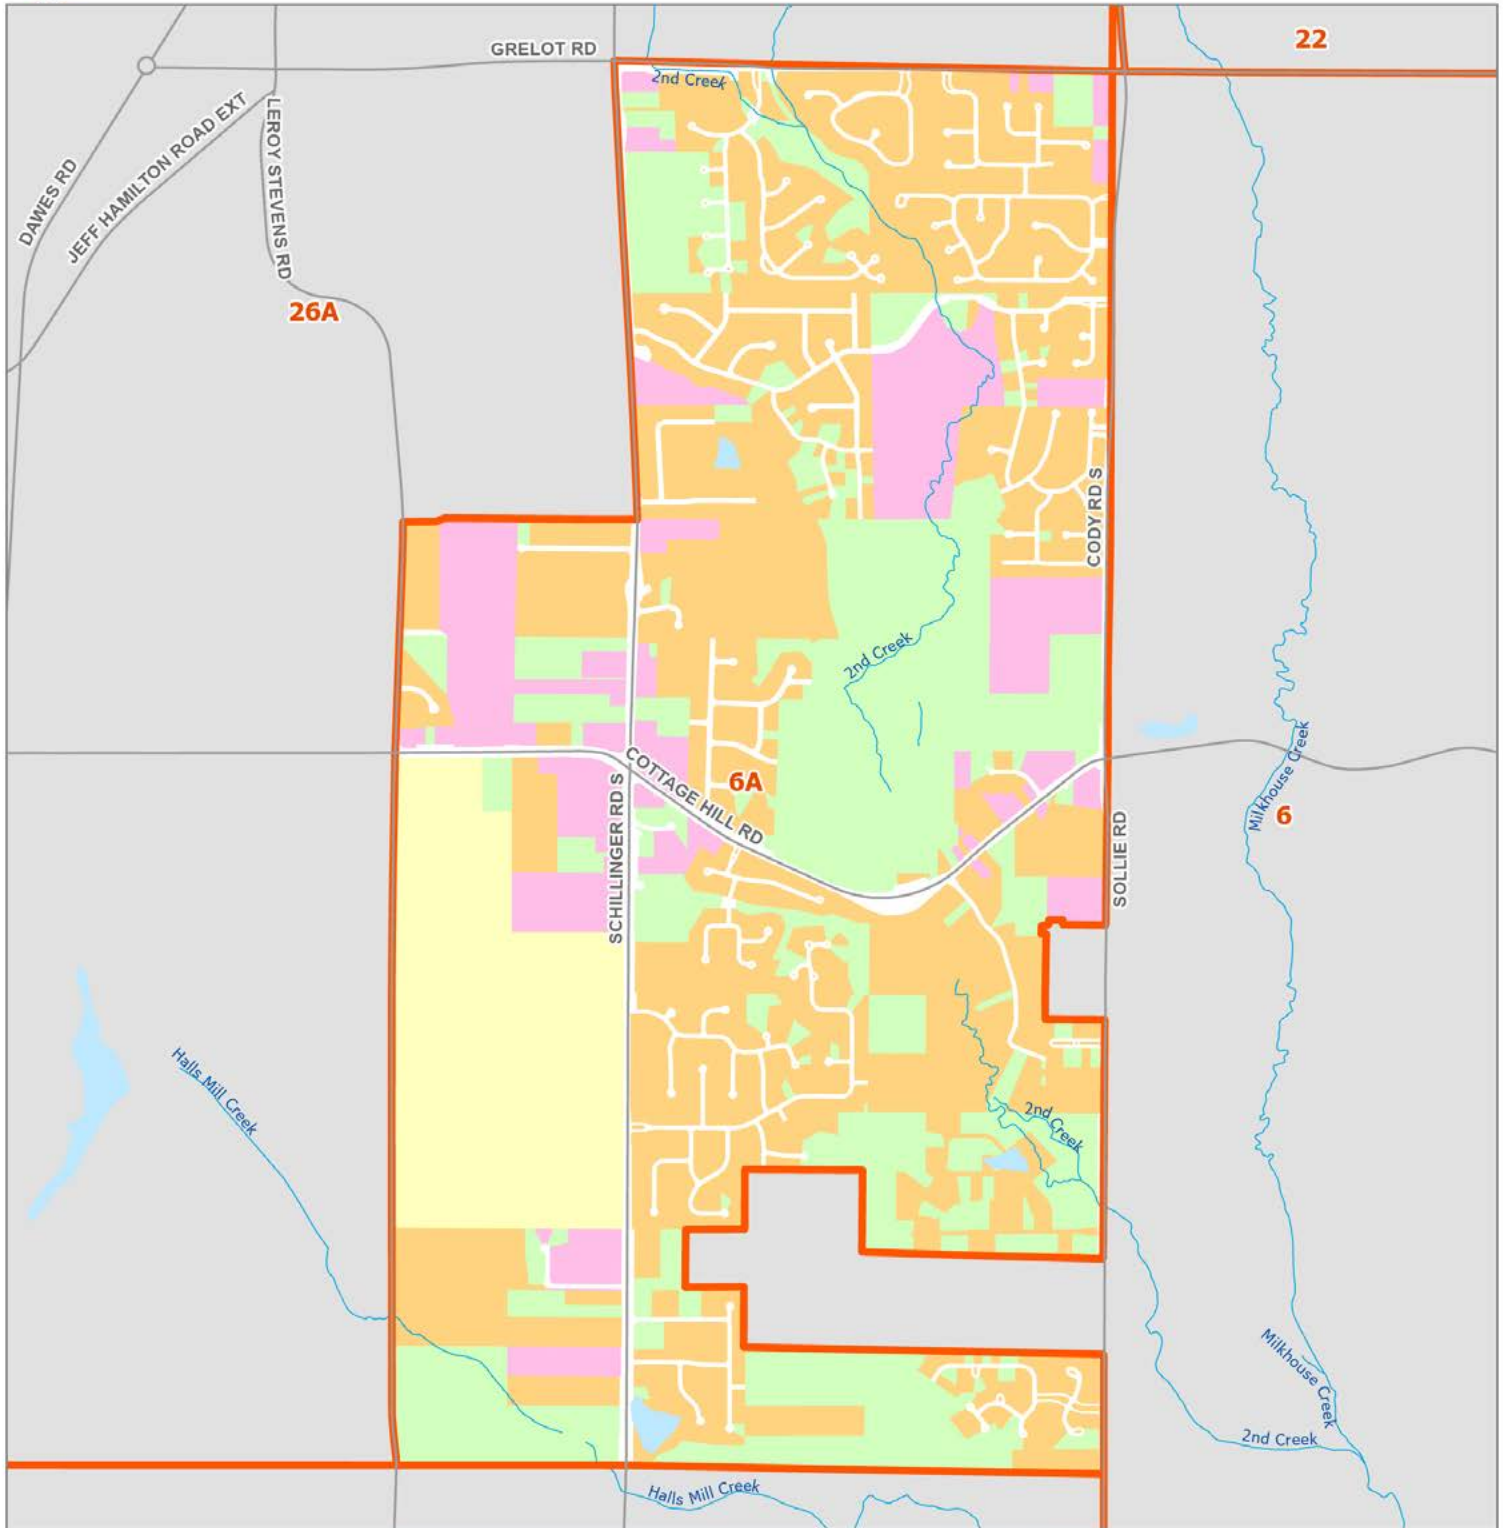 22
GRELOT RD
2nd Creek
JEFF HAMILTON ROAD EXT
LEROY STEVENS RD
DAWES RD
26A
CODY RD S
2nd Creek
Milkhouse Creek
COTTAGE HILL RD
6A
6
SCHILLINGER RD S
SOLLIE RD
Halls Mill Creek
2nd Creek
Milkhouse Creek
2nd Creek
Halls Mill Creek